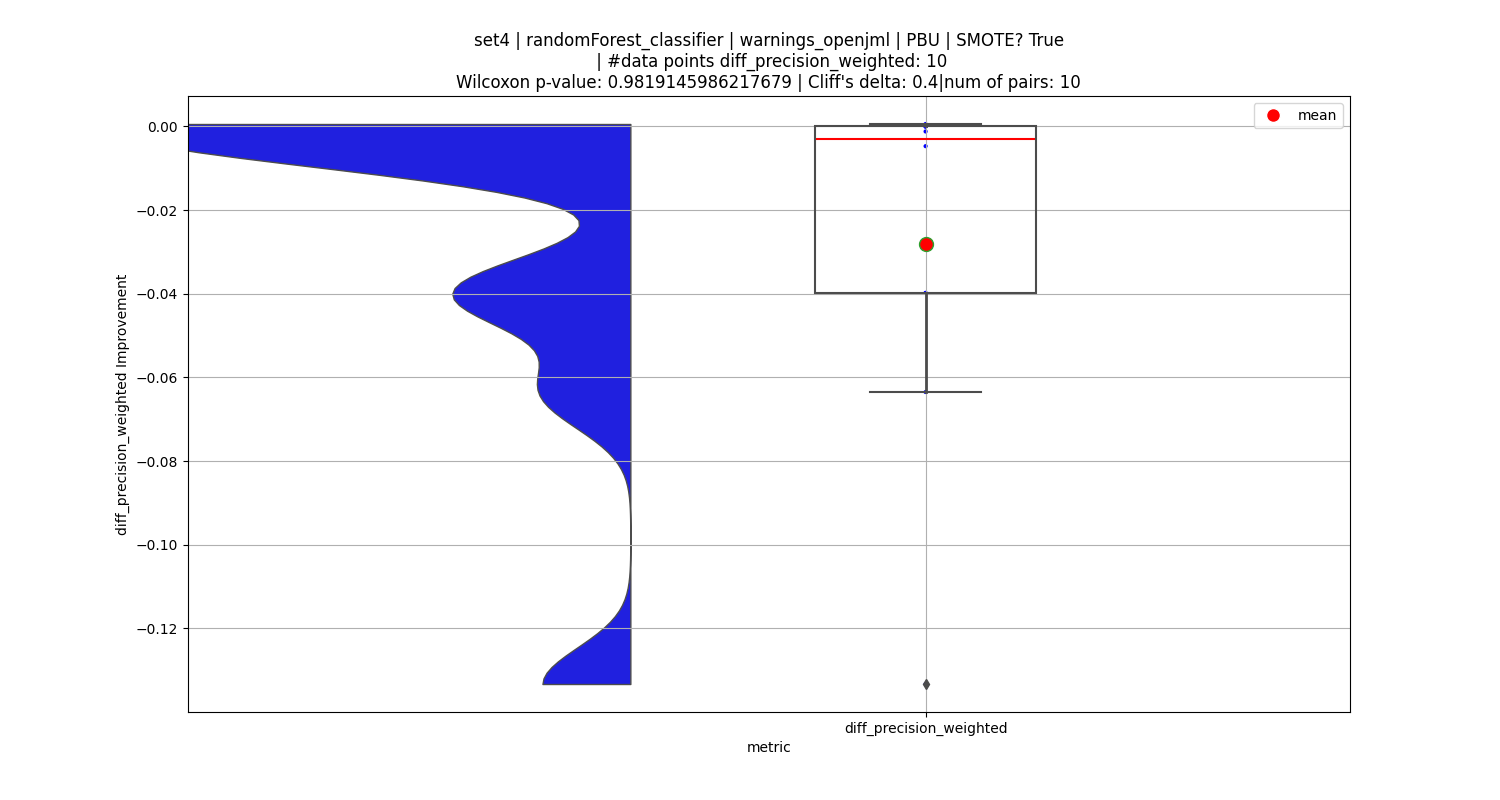 set4 | randomForest_classifier | warnings_openjml | PBU | SMOTE? True
| #data points diff_precision_weighted: 10
Wilcoxon p-value: 0.9819145986217679 | Cliff's delta: 0.4|num of pairs: 10
mean
0.00
−0.02
−0.04
−0.06
−0.08
−0.10
−0.12
diff_precision_weighted Improvement
diff_precision_weighted
metric